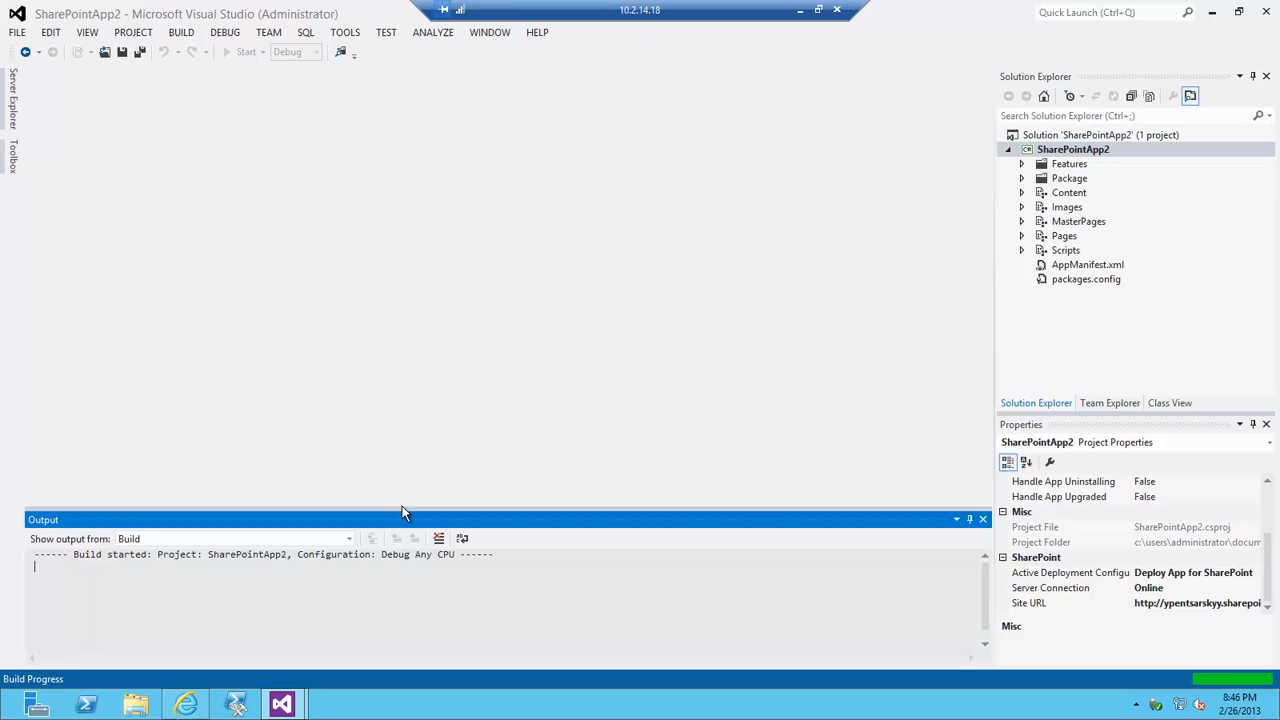 SharePointApp2 - Microsoft Visual Studio (Administrator)
10.2.14.18
Quick Launch (Ctrl+Q)
FILE EDIT VIEW PROJECT BUILD DEBUG TEAM SQL TOOLS TEST ANALYZE WINDOW HELP
Start Debug
Server Explorer
Toolbox
Solution Explorer
Search Solution Explorer (Ctrl+;)
Solution 'SharePointApp2' (1 project)
SharePointApp2
Features
Package
Content
Images
MasterPages
Pages
Scripts
AppManifest.xml
packages.config
Solution Explorer Team Explorer Class View
Properties
SharePointApp2 Project Properties
Handle App Uninstalling False
Handle App Upgraded False
Misc
Project File SharePointApp2.csproj
Project Folder c:\users\administrator\docum
SharePoint
Active Deployment Configu Deploy App for SharePoint
Server Connection Online
Site URL http://ypentsarskyy.sharepoi
Misc
Output
Show output from: Build
------ Build started: Project: SharePointApp2, Configuration: Debug Any CPU ------
Build Progress
8:46 PM
2/26/2013